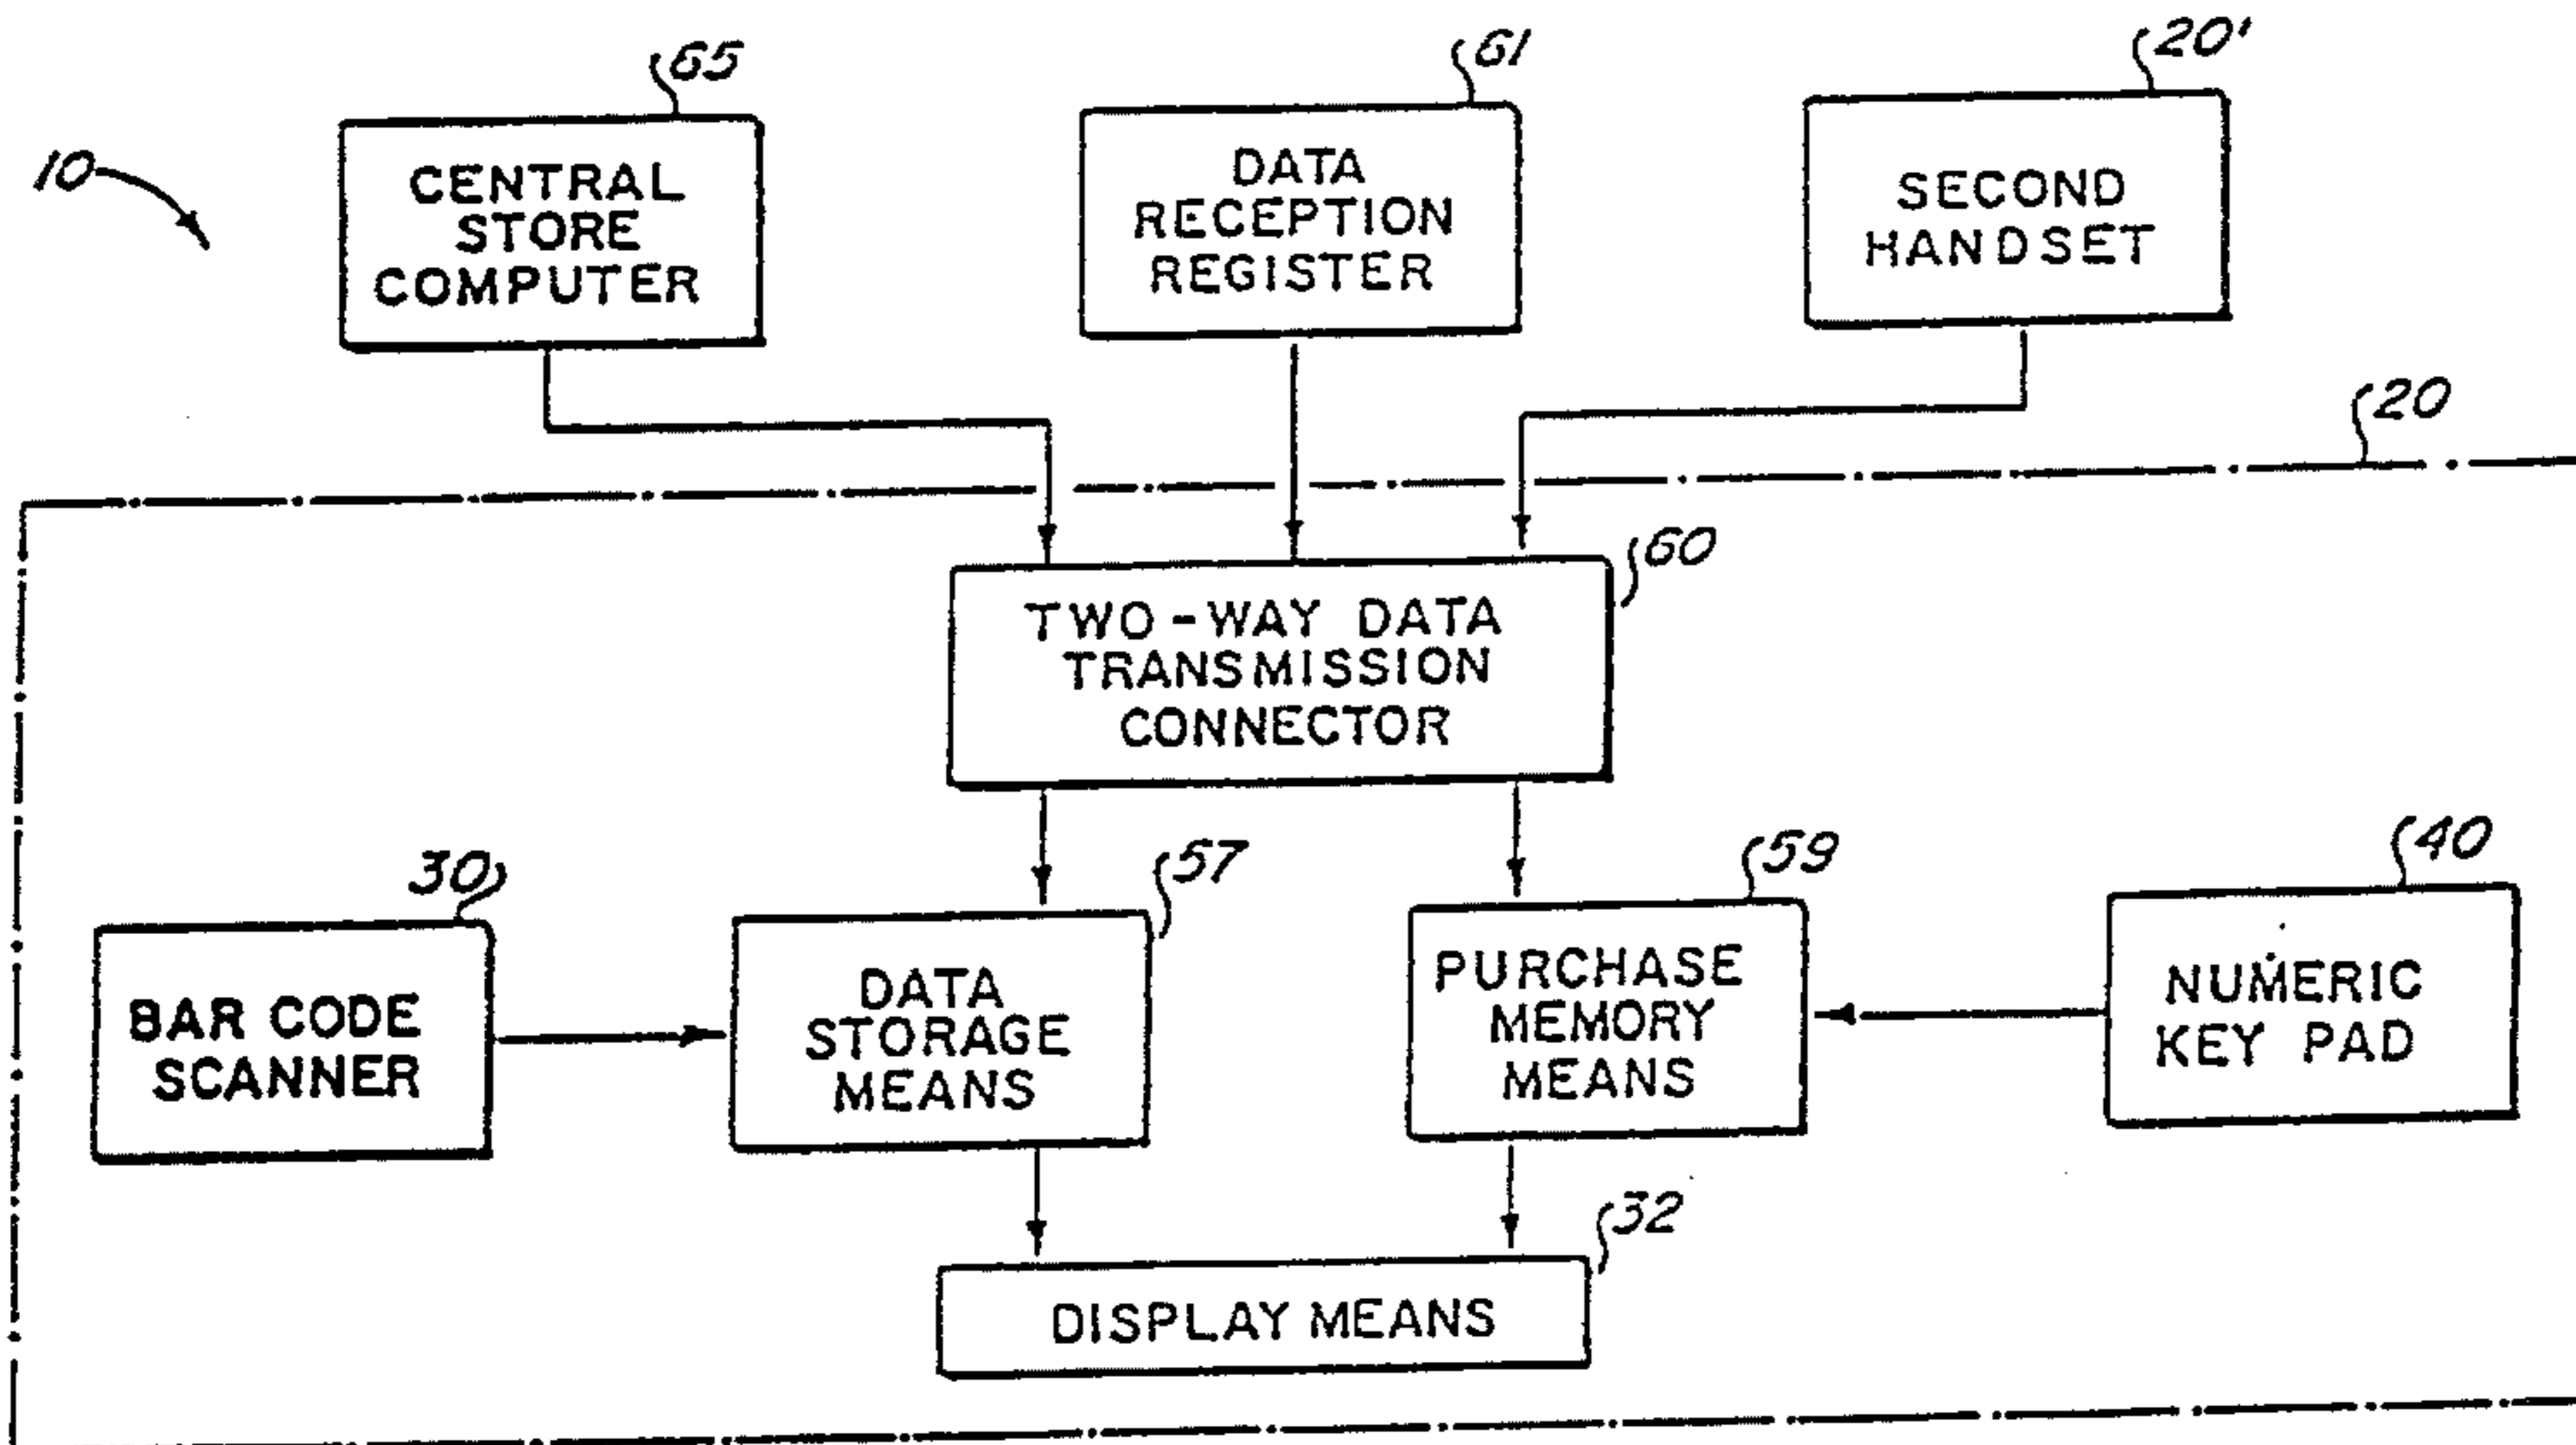 10
65
CENTRAL
STORE
COMPUTER
61
DATA
RECEPTION
REGISTER
20'
SECOND
HANDSET
20
60
TWO-WAY DATA
TRANSMISSION
CONNECTOR
30
BAR CODE
SCANNER
57
DATA
STORAGE
MEANS
59
PURCHASE
MEMORY
MEANS
40
NUMERIC
KEY PAD
32
DISPLAY MEANS